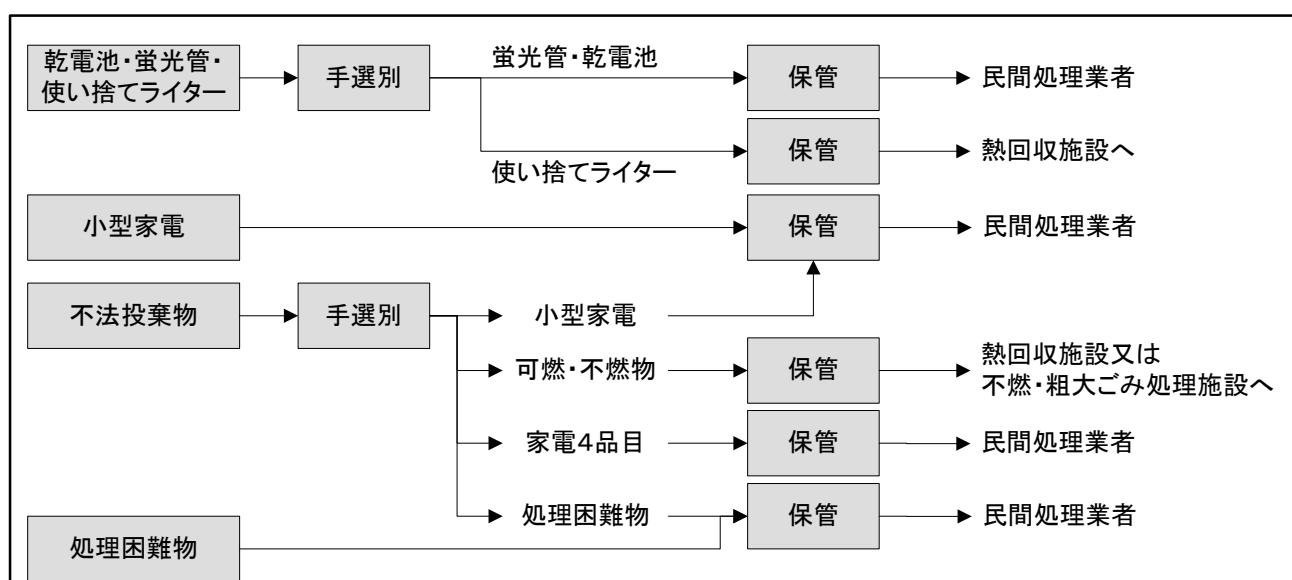 乾電池・蛍光管・
使い捨てライター
手選別
蛍光管・乾電池
保管
民間処理業者
使い捨てライター
保管
熱回収施設へ
小型家電
保管
民間処理業者
不法投棄物
手選別
小型家電
可燃・不燃物
保管
熱回収施設又は
不燃・粗大ごみ処理施設へ
家電4品目
保管
民間処理業者
処理困難物
保管
民間処理業者
処理困難物